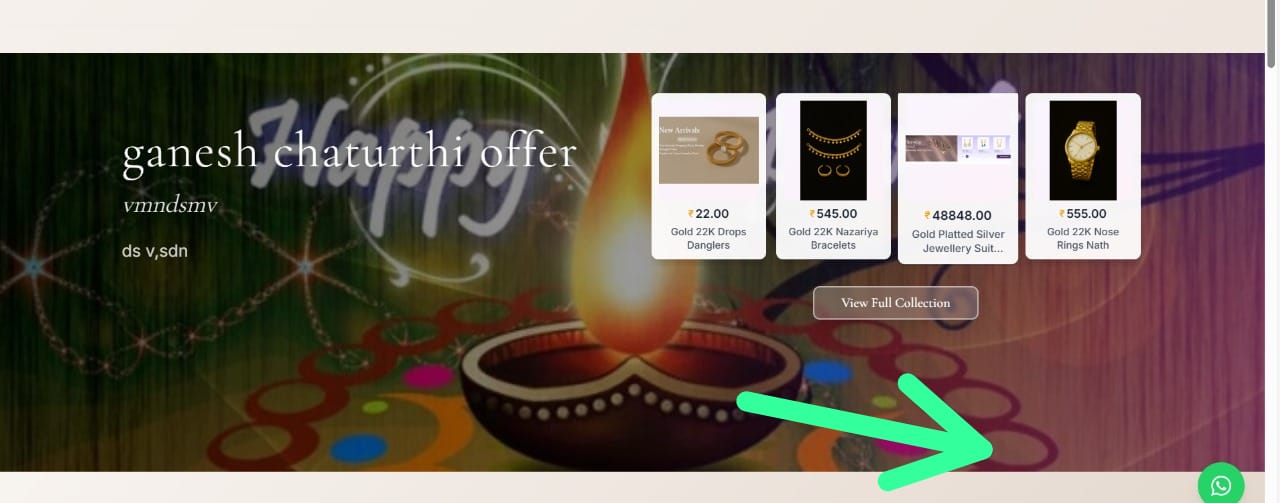 Happy
ganesh chaturthi offer
vmndsmv
ds v,sdn
New Arrivals
₹22.00
Gold 22K Drops
Danglers
₹545.00
Gold 22K Nazariya
Bracelets
₹48848.00
Gold Platted Silver
Jewellery Suit...
₹555.00
Gold 22K Nose
Rings Nath
View Full Collection